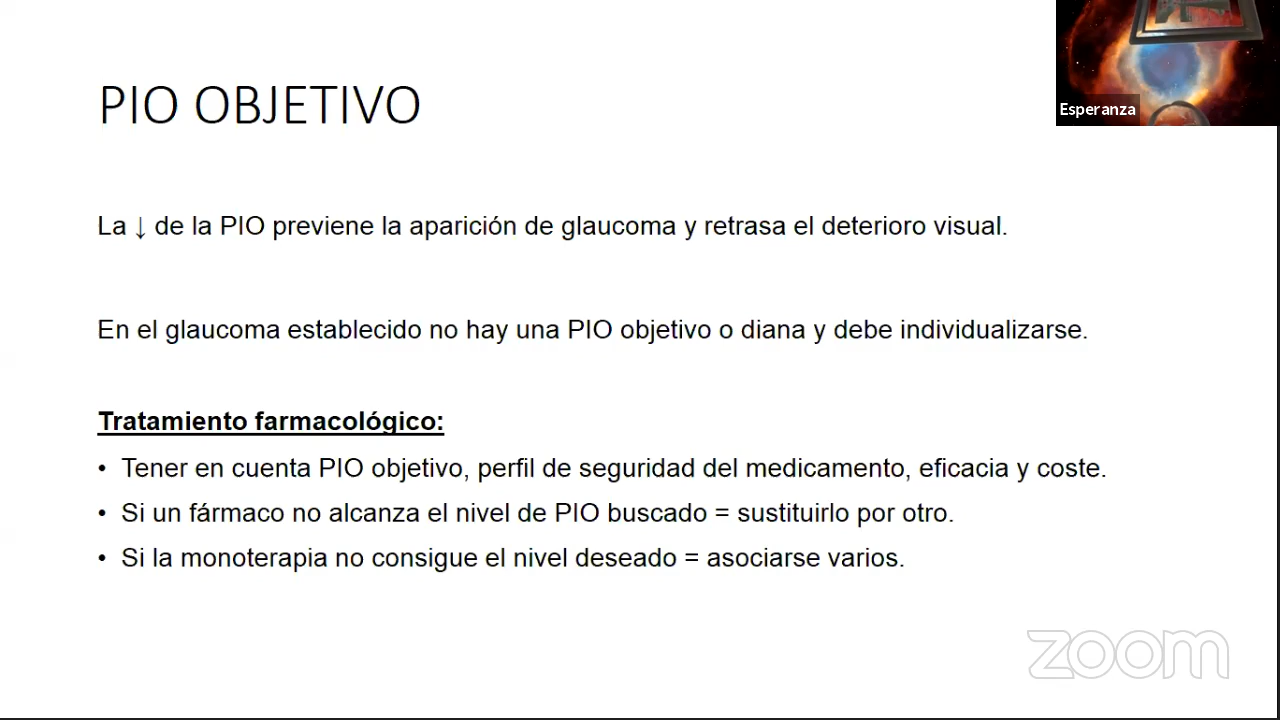 Esperanza
PIO OBJETIVO
La ↓ de la PIO previene la aparición de glaucoma y retrasa el deterioro visual.
En el glaucoma establecido no hay una PIO objetivo o diana y debe individualizarse.
Tratamiento farmacológico:
• Tener en cuenta PIO objetivo, perfil de seguridad del medicamento, eficacia y coste.
• Si un fármaco no alcanza el nivel de PIO buscado = sustituirlo por otro.
• Si la monoterapia no consigue el nivel deseado = asociarse varios.
zoom